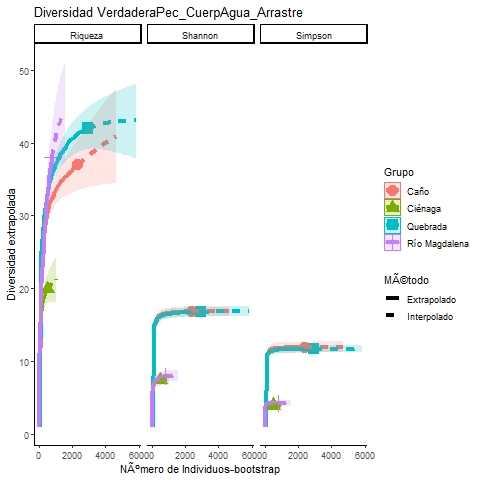 Diversidad VerdaderaPec_CuerpAgua_Arrastre
Riqueza
Shannon
Simpson
Diversidad extrapolada
50
40
30
20
10
0
0
2000
4000
6000
0
2000
4000
6000
0
2000
4000
6000
NÃºmero de Individuos-bootstrap
Grupo
Caño
Ciénaga
Quebrada
Río Magdalena
MÃ©todo
Extrapolado
Interpolado